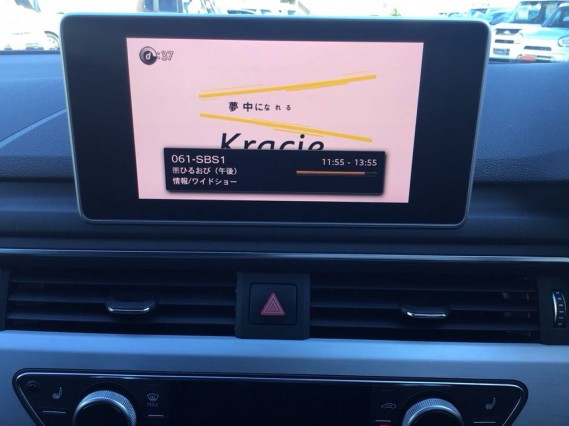 d:37
夢中になれる
Kracie
061-SBS1
11:55 - 13:55
ひるおび（午後）
情報/ワイドショー
MAX